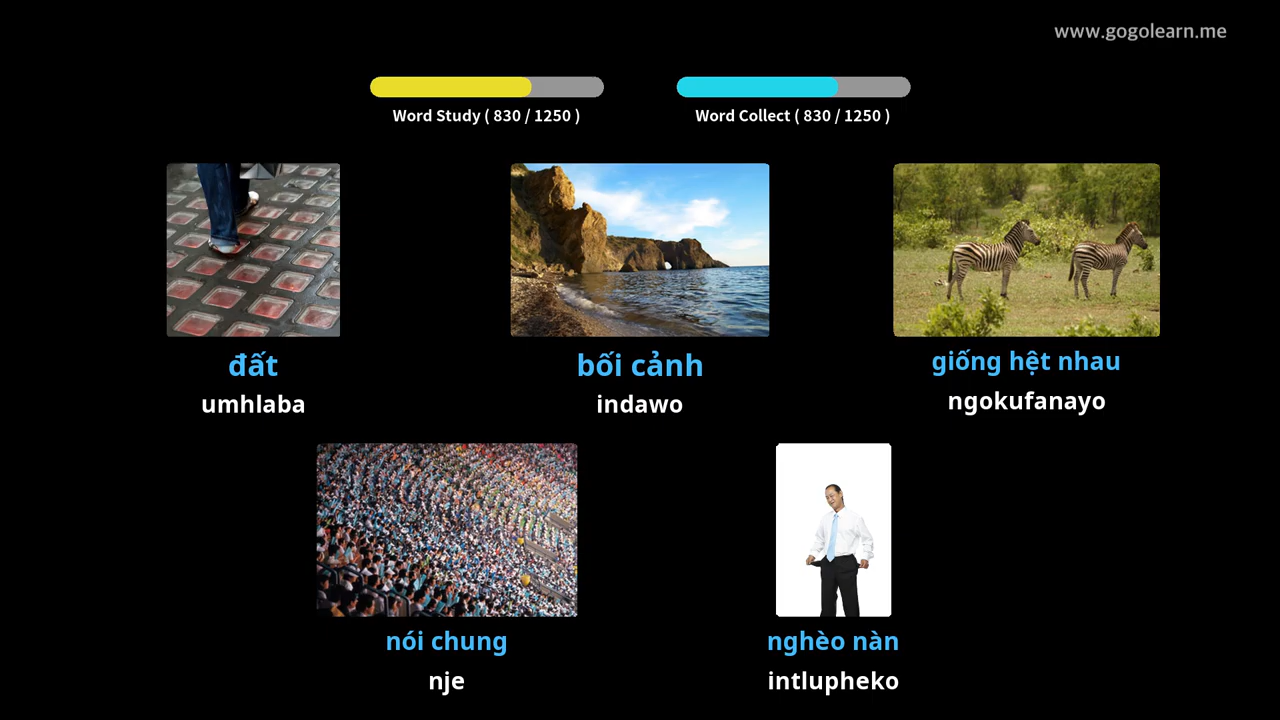 www.gogolearn.me
Word Study ( 830 / 1250 )
Word Collect ( 830 / 1250 )
đất
umhlaba
bối cảnh
indawo
giống hệt nhau
ngokufanayo
nói chung
nje
nghèo nàn
intlupheko